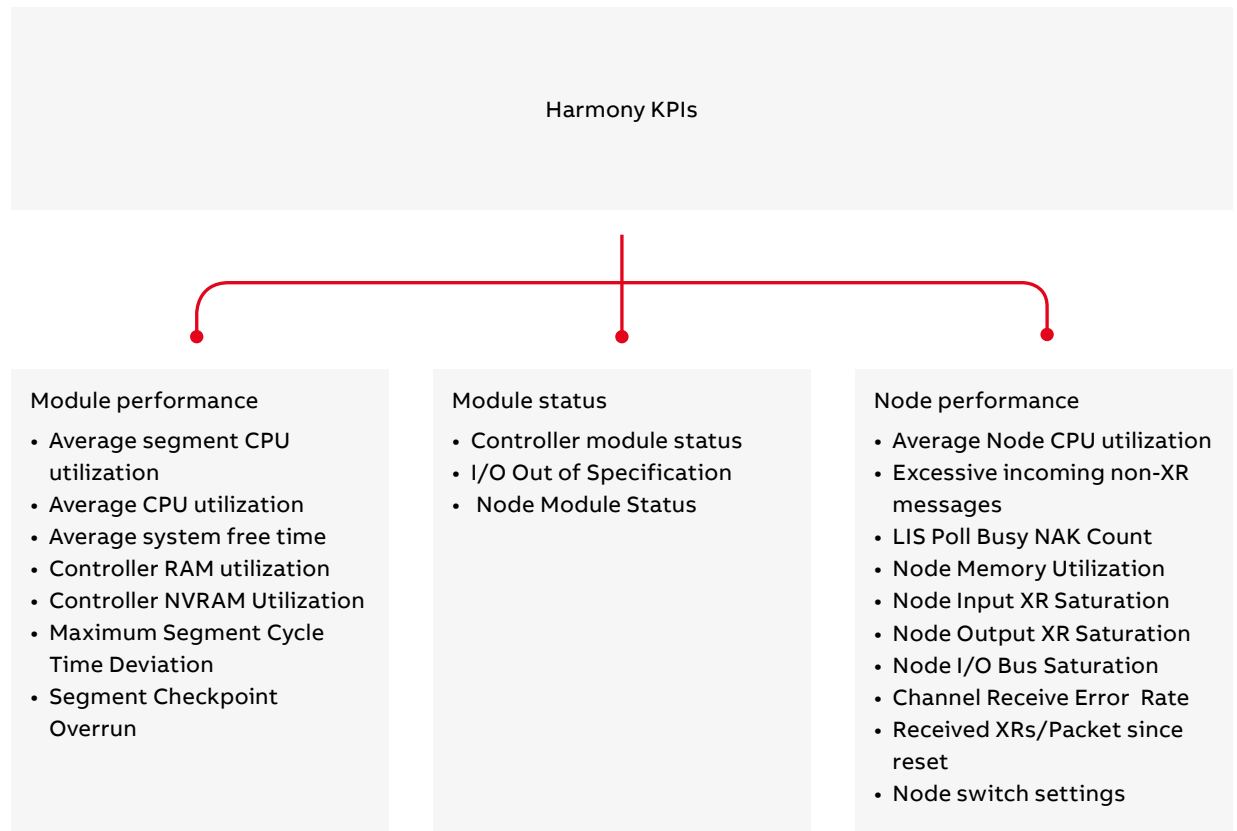 Harmony KPIs
Module performance
• Average segment CPU
utilization
• Average CPU utilization
• Average system free time
• Controller RAM utilization
• Controller NVRAM Utilization
• Maximum Segment Cycle
Time Deviation
• Segment Checkpoint
Overrun
Module status
• Controller module status
• I/O Out of Specification
• Node Module Status
Node performance
• Average Node CPU utilization
• Excessive incoming non-XR
messages
• LIS Poll Busy NAK Count
• Node Memory Utilization
• Node Input XR Saturation
• Node Output XR Saturation
• Node I/O Bus Saturation
• Channel Receive Error Rate
• Received XRs/Packet since
reset
• Node switch settings